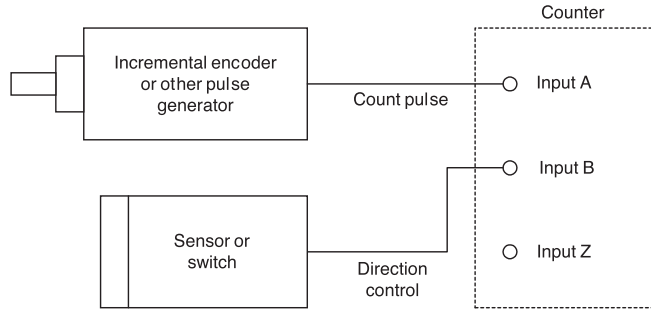 Counter
Incremental encoder
or other pulse
generator
Count pulse
Input A
Input B
Sensor or
switch
Direction
control
Input Z